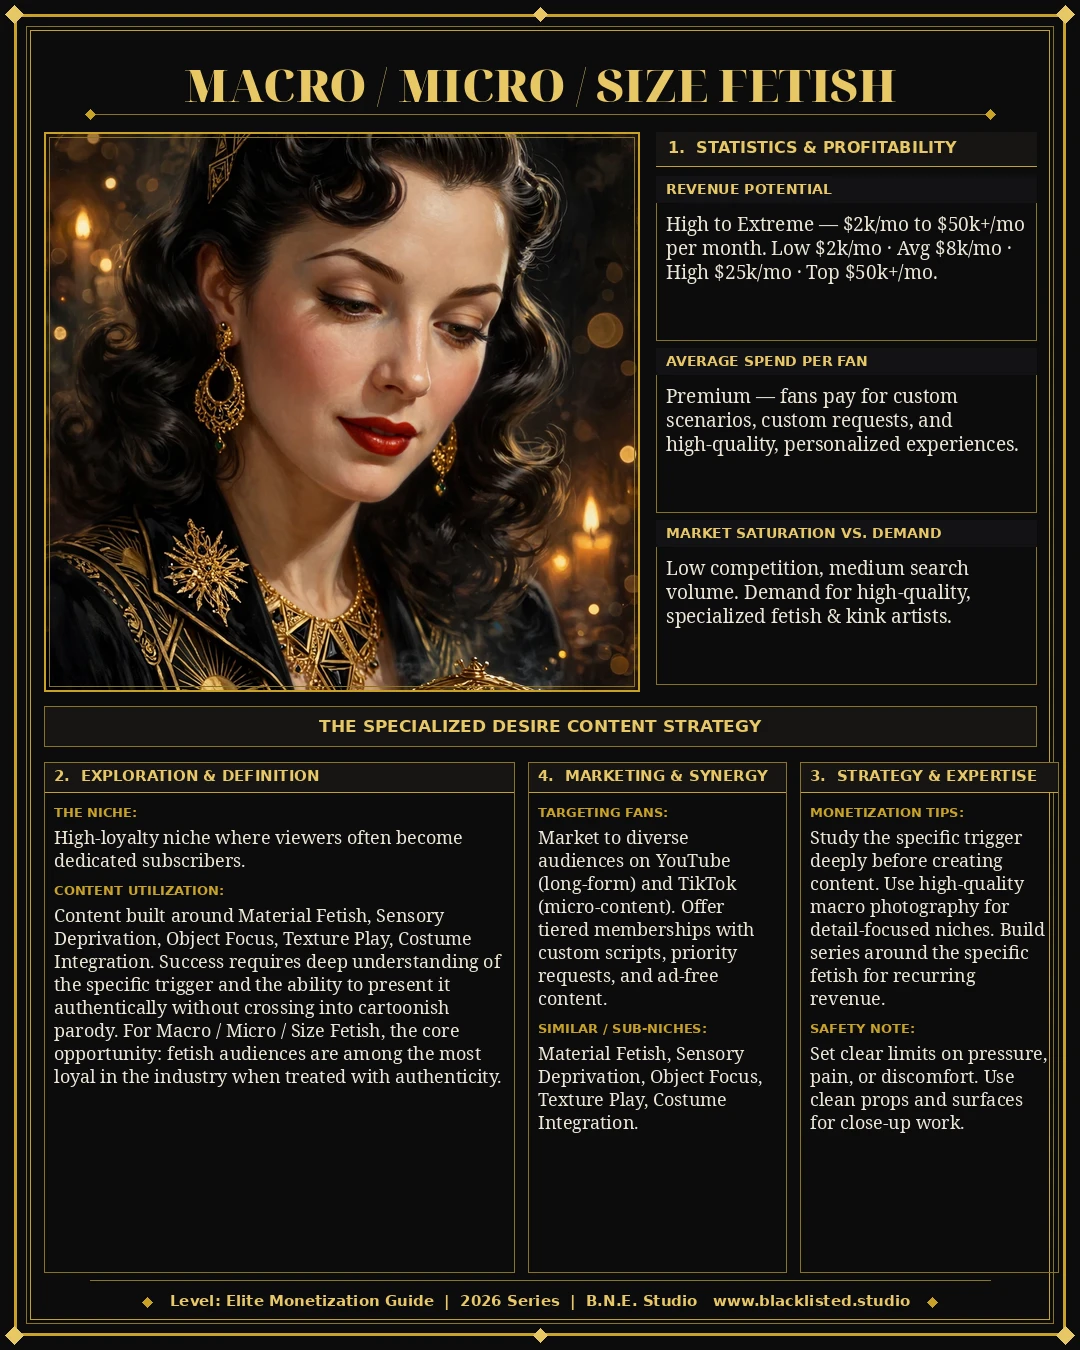 MACRO / MICRO / SIZE FETISH
1. STATISTICS & PROFITABILITY
REVENUE POTENTIAL
High to Extreme — $2k/mo to $50k+/mo
per month. Low $2k/mo · Avg $8k/mo ·
High $25k/mo · Top $50k+/mo.
AVERAGE SPEND PER FAN
Premium — fans pay for custom
scenarios, custom requests, and
high-quality, personalized experiences.
MARKET SATURATION VS. DEMAND
Low competition, medium search
volume. Demand for high-quality,
specialized fetish & kink artists.
THE SPECIALIZED DESIRE CONTENT STRATEGY
2. EXPLORATION & DEFINITION
THE NICHE:
High-loyalty niche where viewers often become
dedicated subscribers.
CONTENT UTILIZATION:
Content built around Material Fetish, Sensory
Deprivation, Object Focus, Texture Play, Costume
Integration. Success requires deep understanding of
the specific trigger and the ability to present it
authentically without crossing into cartoonish
parody. For Macro / Micro / Size Fetish, the core
opportunity: fetish audiences are among the most
loyal in the industry when treated with authenticity.
4. MARKETING & SYNERGY
TARGETING FANS:
Market to diverse
audiences on YouTube
(long-form) and TikTok
(micro-content). Offer
tiered memberships with
custom scripts, priority
requests, and ad-free
content.
SIMILAR / SUB-NICHES:
Material Fetish, Sensory
Deprivation, Object Focus,
Texture Play, Costume
Integration.
3. STRATEGY & EXPERTISE
MONETIZATION TIPS:
Study the specific trigger
deeply before creating
content. Use high-quality
macro photography for
detail-focused niches. Build
series around the specific
fetish for recurring
revenue.
SAFETY NOTE:
Set clear limits on pressure,
pain, or discomfort. Use
clean props and surfaces
for close-up work.
Level: Elite Monetization Guide | 2026 Series | B.N.E. Studio www.blacklisted.studio